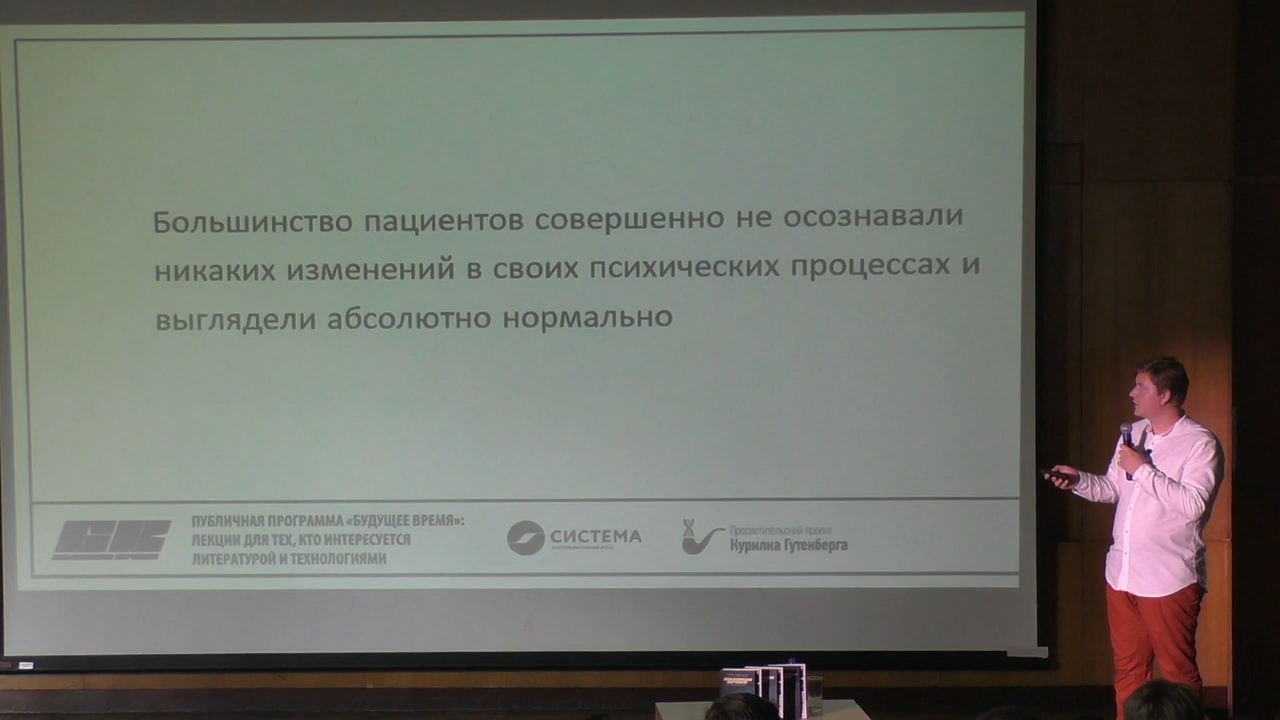 Большинство пациентов совершенно не осознавали
никаких изменений в своих психических процессах и
выглядели абсолютно нормально
ПУБЛИЧНАЯ ПРОГРАММА «БУДУЩЕЕ ВРЕМЯ»:
ЛЕКЦИИ ДЛЯ ТЕХ, КТО ИНТЕРЕСУЕТСЯ
ЛИТЕРАТУРОЙ И ТЕХНОЛОГИЯМИ
СИСТЕМА
Просветительский проект
Курилка Гутенберга